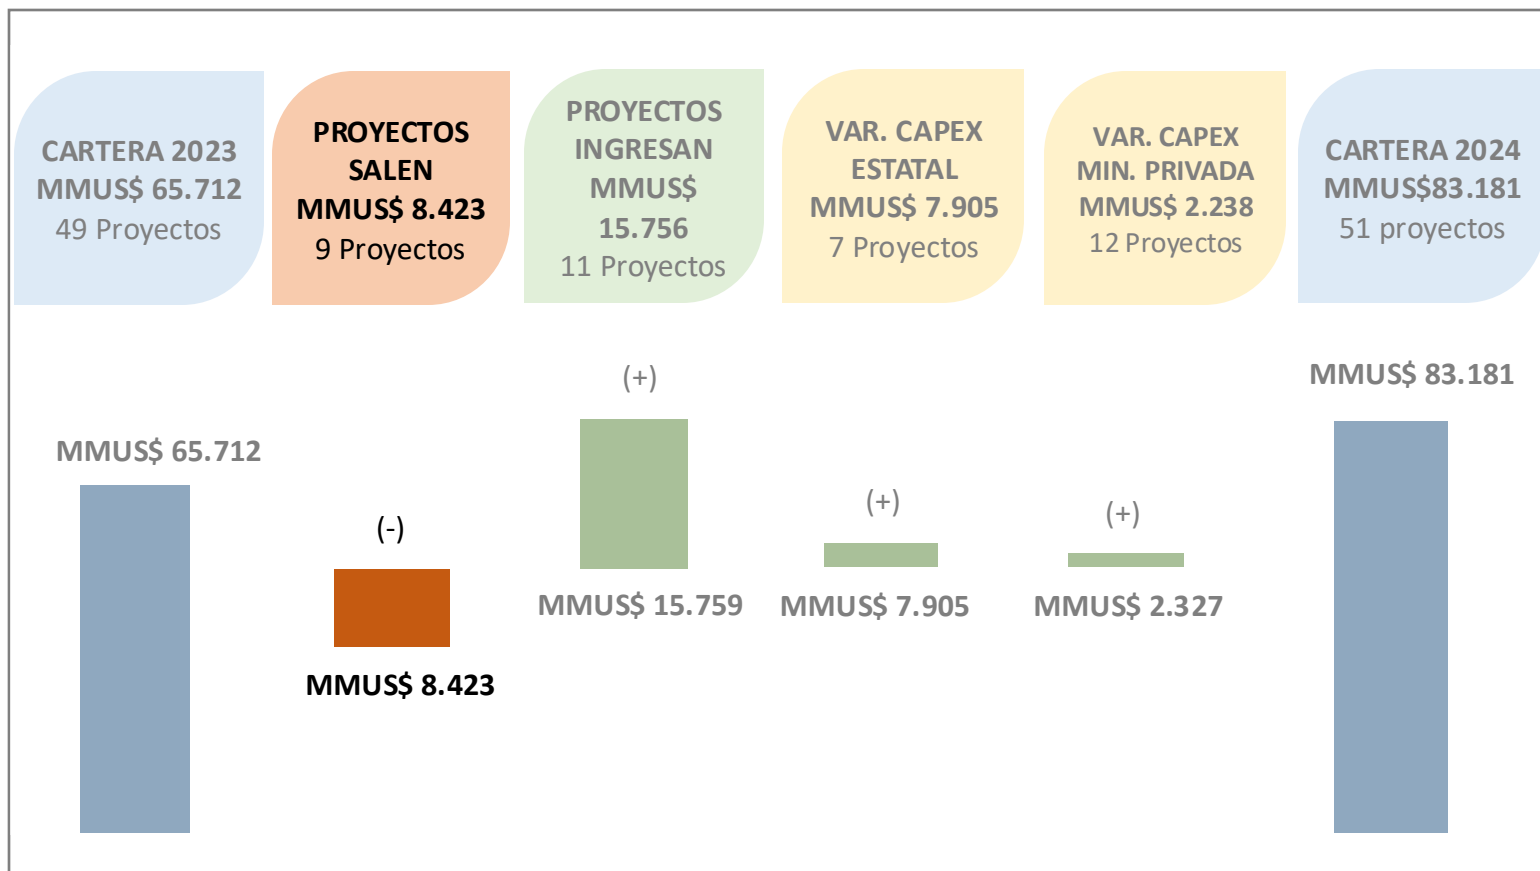 CARTERA 2023
MMUS$ 65.712
49 Proyectos
PROYECTOS
SALEN
MMUS$ 8.423
9 Proyectos
PROYECTOS
INGRESAN
MMUS$
15.756
11 Proyectos
VAR. CAPEX
ESTATAL
MMUS$ 7.905
7 Proyectos
VAR. CAPEX
MIN. PRIVADA
MMUS$ 2.238
12 Proyectos
CARTERA 2024
MMUS$83.181
51 proyectos
MMUS$ 65.712
(-)
MMUS$ 8.423
(+)
MMUS$ 15.759
(+)
MMUS$ 7.905
(+)
MMUS$ 2.327
MMUS$ 83.181